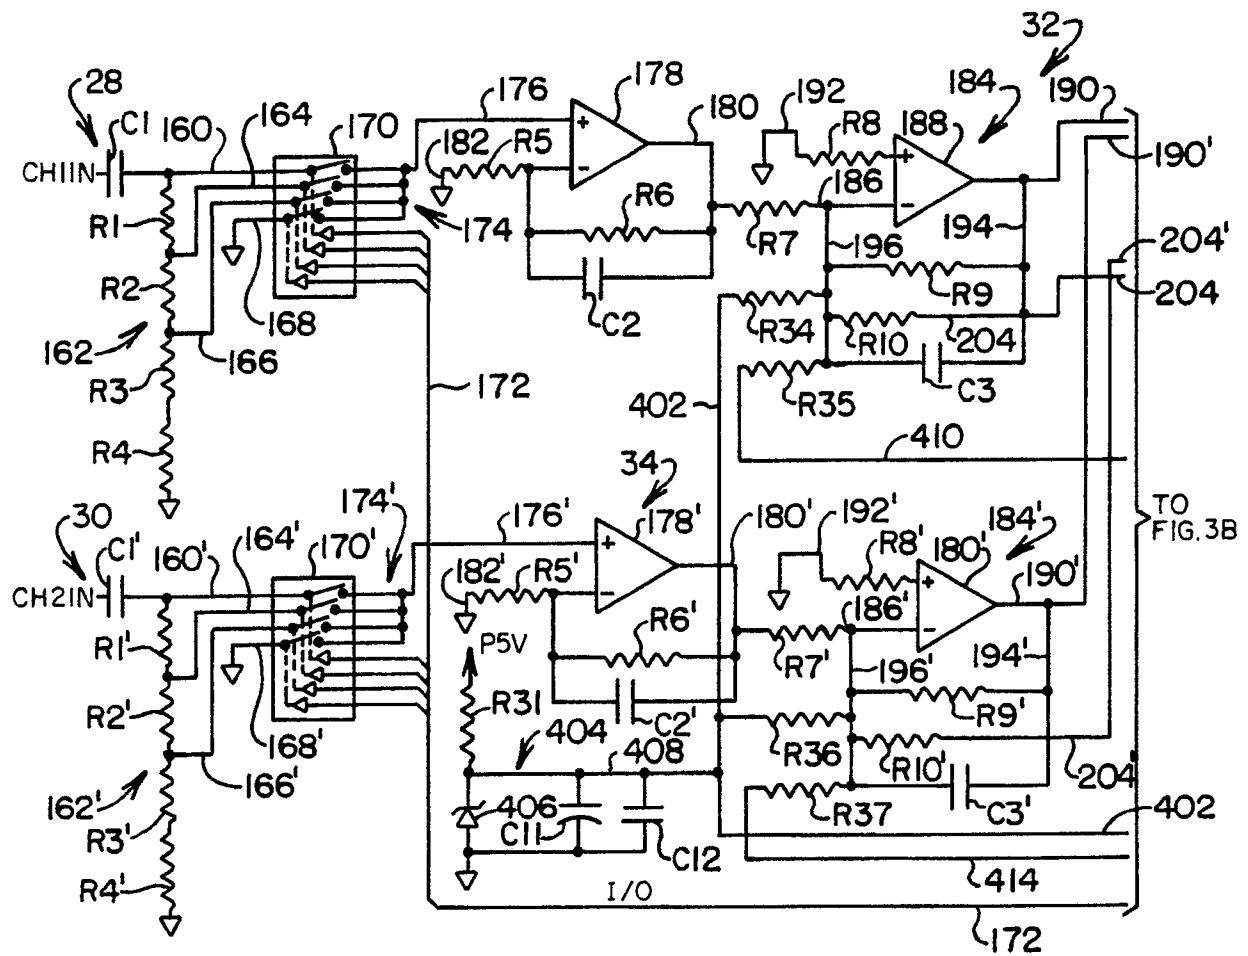 32
28
C1
160
164
170
176
178
180
192
R8
184
188
190
190'
CH1IN
182
R5
+
-
+
-
R1
R2
162
R3
R4
166
168
174
R6
C2
186
R7
196
194
R9
R34
R10
204
204'
204
R35
C3
172
402
410
34
TO
FIG.3B
30
C1'
160'
164'
170'
174'
176'
178'
180'
192'
R8'
180'
184'
190'
CH2IN
182'
R5'
+
-
+
-
R1'
R2'
162'
R3'
R4'
166'
168'
P5V
R31
R6'
C2'
186'
R7'
196'
194'
R9'
404
408
R36
R10'
204'
406
C11
C12
R37
C3'
402
414
I/O
172